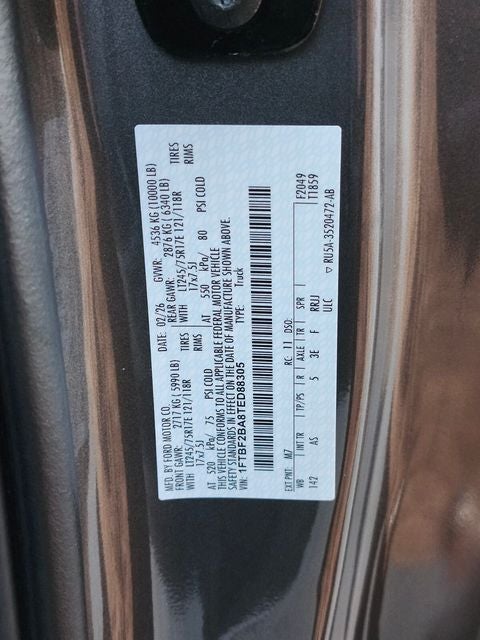 MFD. BY FORD MOTOR CO.
DATE: 02/26 GVWR: 4536 KG (10000 LB)
FRONT GAWR: 2717 KG ( 5990 LB) REAR GAWR: 2876 KG ( 6340 LB)
WITH LT245/75R17E 121/118R TIRES WITH LT245/75R17E 121/118R TIRES
17x7.5J RIMS 17x7.5J RIMS
AT 520 kPa/ 75 PSI COLD AT 550 kPa/ 80 PSI COLD
THIS VEHICLE CONFORMS TO ALL APPLICABLE FEDERAL MOTOR VEHICLE
SAFETY STANDARDS IN EFFECT ON THE DATE OF MANUFACTURE SHOWN ABOVE.
VIN: 1FTBF2BA8TED88305 TYPE: Truck
F2049
T1859
EXT PNT: M7 RC: 11 DSO:
WB INT TR TP/PS R AXLE TR SPR
142 AS 5 3E F RRJJ
ULC
▽ RU5A-3520472-AB